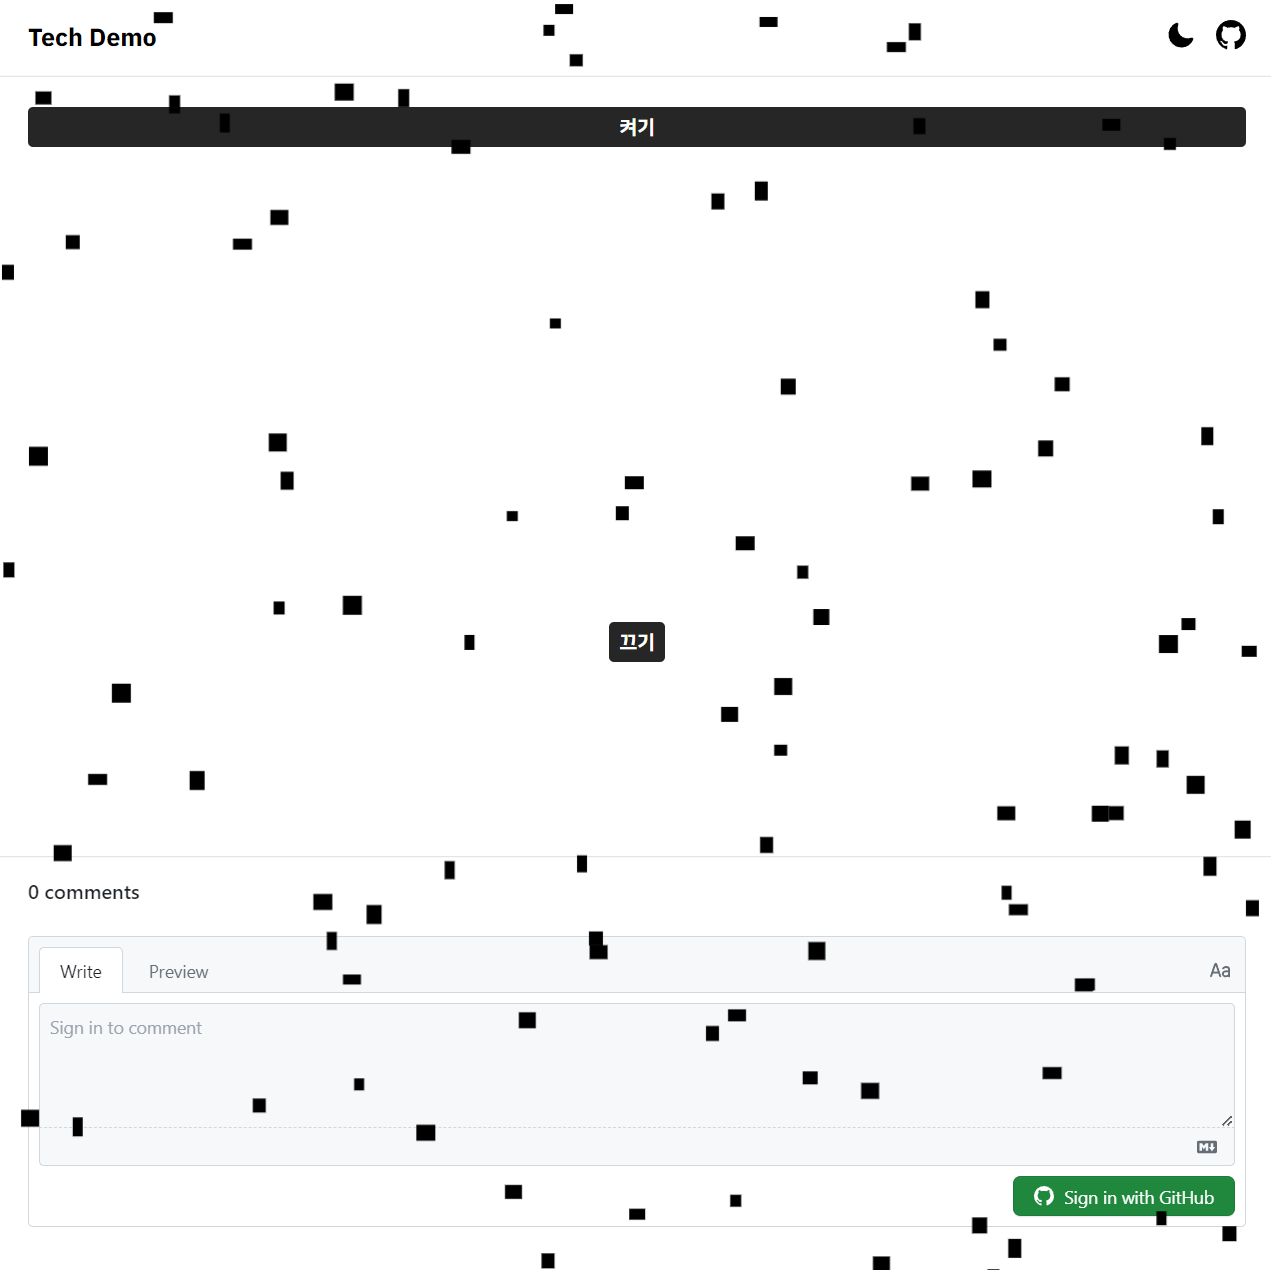 Tech Demo
켜기
끄기
0 comments
Write
Preview
Aa
Sign in to comment
M
Sign in with GitHub